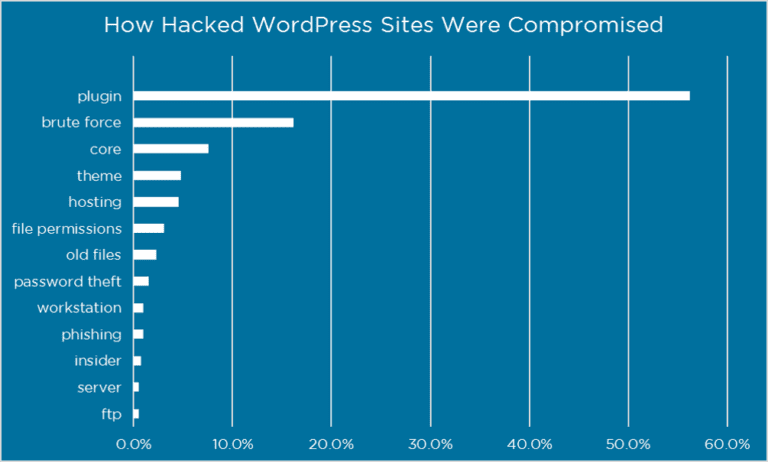 How Hacked WordPress Sites Were Compromised
plugin
brute force
core
theme
hosting
file permissions
old files
password theft
workstation
phishing
insider
server
ftp
0.0% 10.0% 20.0% 30.0% 40.0% 50.0% 60.0%